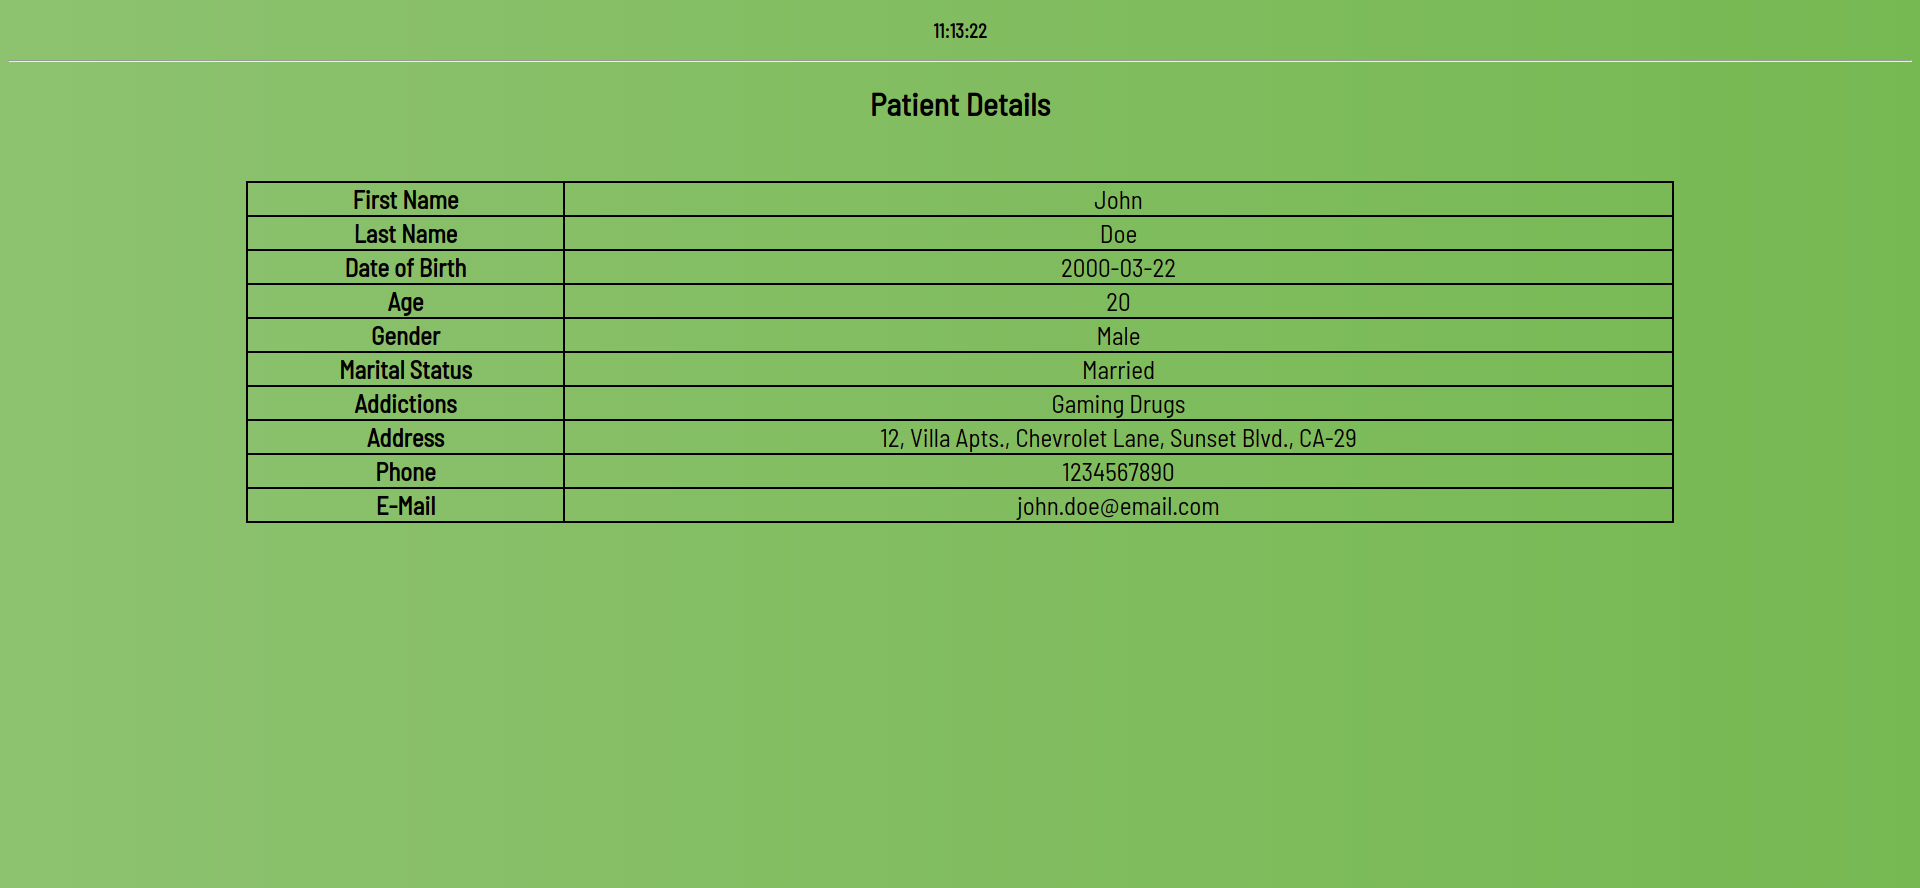 11:13:22
Patient Details
First Name John
Last Name Doe
Date of Birth 2000-03-22
Age 20
Gender Male
Marital Status Married
Addictions Gaming Drugs
Address 12, Villa Apts., Chevrolet Lane, Sunset Blvd., CA-29
Phone 1234567890
E-Mail john.doe@email.com